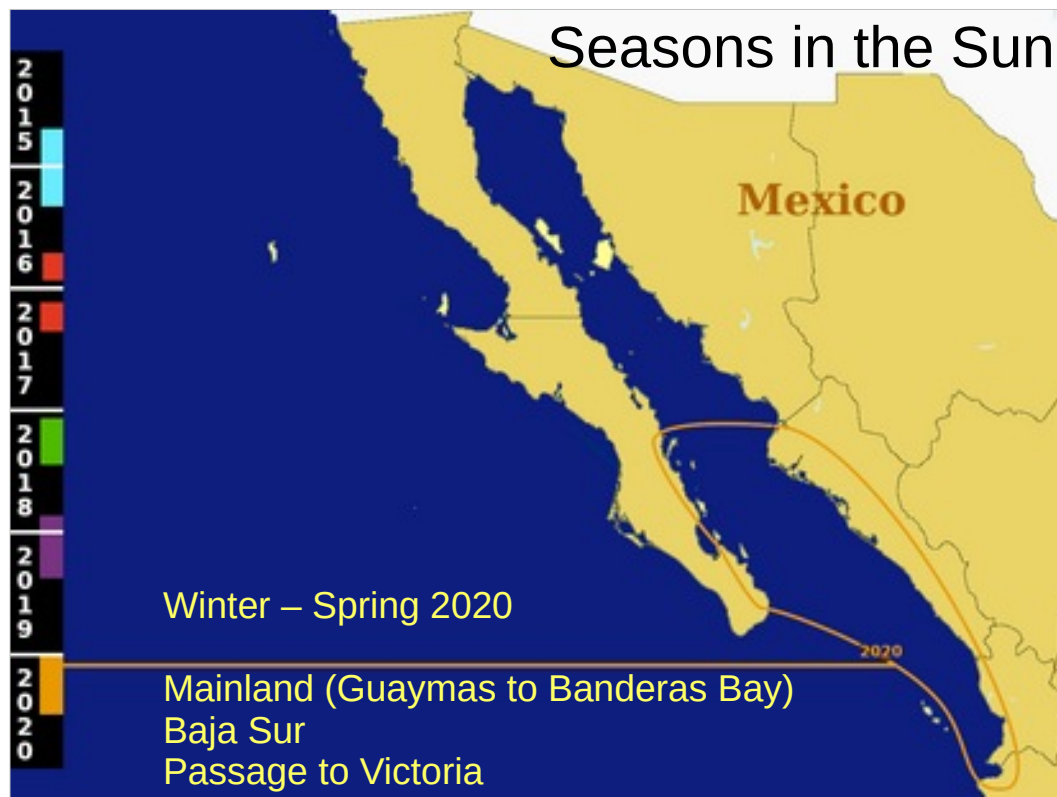 Seasons in the Sun
2015
2016
2017
2018
2019
2020
Mexico
Winter – Spring 2020
2020
Mainland (Guaymas to Banderas Bay)
Baja Sur
Passage to Victoria